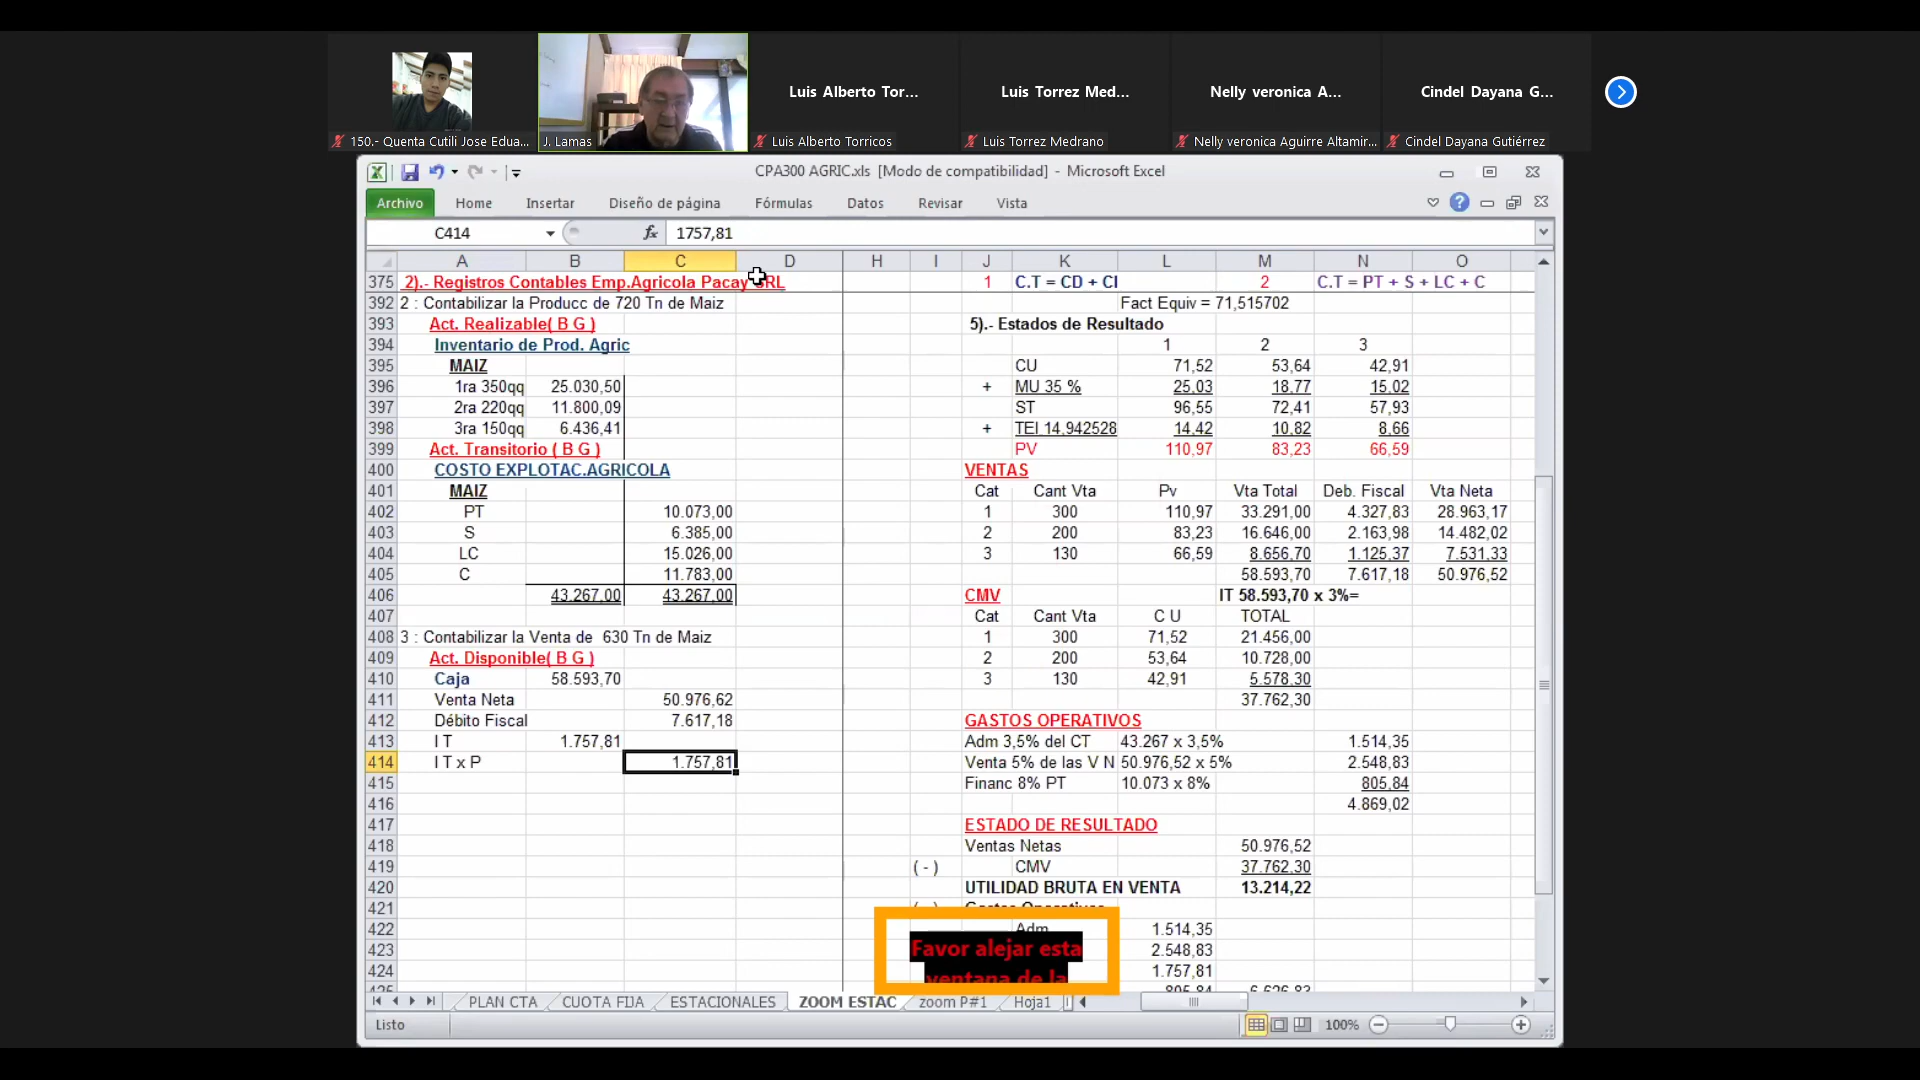 Luis Alberto Tor...
Luis Torrez Med...
Nelly veronica A...
Cindel Dayana G...
150.- Quenta Cutili Jose Edua...
J. Lamas
Luis Alberto Torricos
Luis Torrez Medrano
Nelly veronica Aguirre Altamir...
Cindel Dayana Gutiérrez
CPA300 AGRIC.xls [Modo de compatibilidad] - Microsoft Excel
Archivo Home Insertar Diseño de página Fórmulas Datos Revisar Vista
C414 fx 1757,81
A B C D H I J K L M N O
375 2).- Registros Contables Emp.Agricola Pacay SRL 1 C.T = CD + CI 2 C.T = PT + S + LC + C
392 2 : Contabilizar la Producc de 720 Tn de Maiz Fact Equiv = 71,515702
393 Act. Realizable( B G ) 5).- Estados de Resultado
394 Inventario de Prod. Agric 1 2 3
395 MAIZ CU 71,52 53,64 42,91
396 1ra 350qq 25.030,50 + MU 35 % 25,03 18,77 15,02
397 2ra 220qq 11.800,09 ST 96,55 72,41 57,93
398 3ra 150qq 6.436,41 + TEI 14,942528 14,42 10,82 8,66
399 Act. Transitorio ( B G ) PV 110,97 83,23 66,59
400 COSTO EXPLOTAC.AGRICOLA VENTAS
401 MAIZ Cat Cant Vta Pv Vta Total Deb. Fiscal Vta Neta
402 PT 10.073,00 1 300 110,97 33.291,00 4.327,83 28.963,17
403 S 6.385,00 2 200 83,23 16.646,00 2.163,98 14.482,02
404 LC 15.026,00 3 130 66,59 8.656,70 1.125,37 7.531,33
405 C 11.783,00 58.593,70 7.617,18 50.976,52
406 43.267,00 43.267,00 CMV IT 58.593,70 x 3%=
407 Cat Cant Vta C U TOTAL
408 3 : Contabilizar la Venta de 630 Tn de Maiz 1 300 71,52 21.456,00
409 Act. Disponible( B G ) 2 200 53,64 10.728,00
410 Caja 58.593,70 3 130 42,91 5.578,30
411 Venta Neta 50.976,62 37.762,30
412 Débito Fiscal 7.617,18 GASTOS OPERATIVOS
413 I T 1.757,81 Adm 3,5% del CT 43.267 x 3,5% 1.514,35
414 I T x P 1.757,81 Venta 5% de las V N 50.976,52 x 5% 2.548,83
415 Financ 8% PT 10.073 x 8% 805,84
416 4.869,02
417 ESTADO DE RESULTADO
418 Ventas Netas 50.976,52
419 ( - ) CMV 37.762,30
420 UTILIDAD BRUTA EN VENTA 13.214,22
421
422 Adm 1.514,35
423 2.548,83
424 1.757,81
805,84 6.626,83
Favor alejar esta
ventana de la
PLAN CTA CUOTA FIJA ESTACIONALES ZOOM ESTAC zoom P#1 Hoja1
Listo 100%